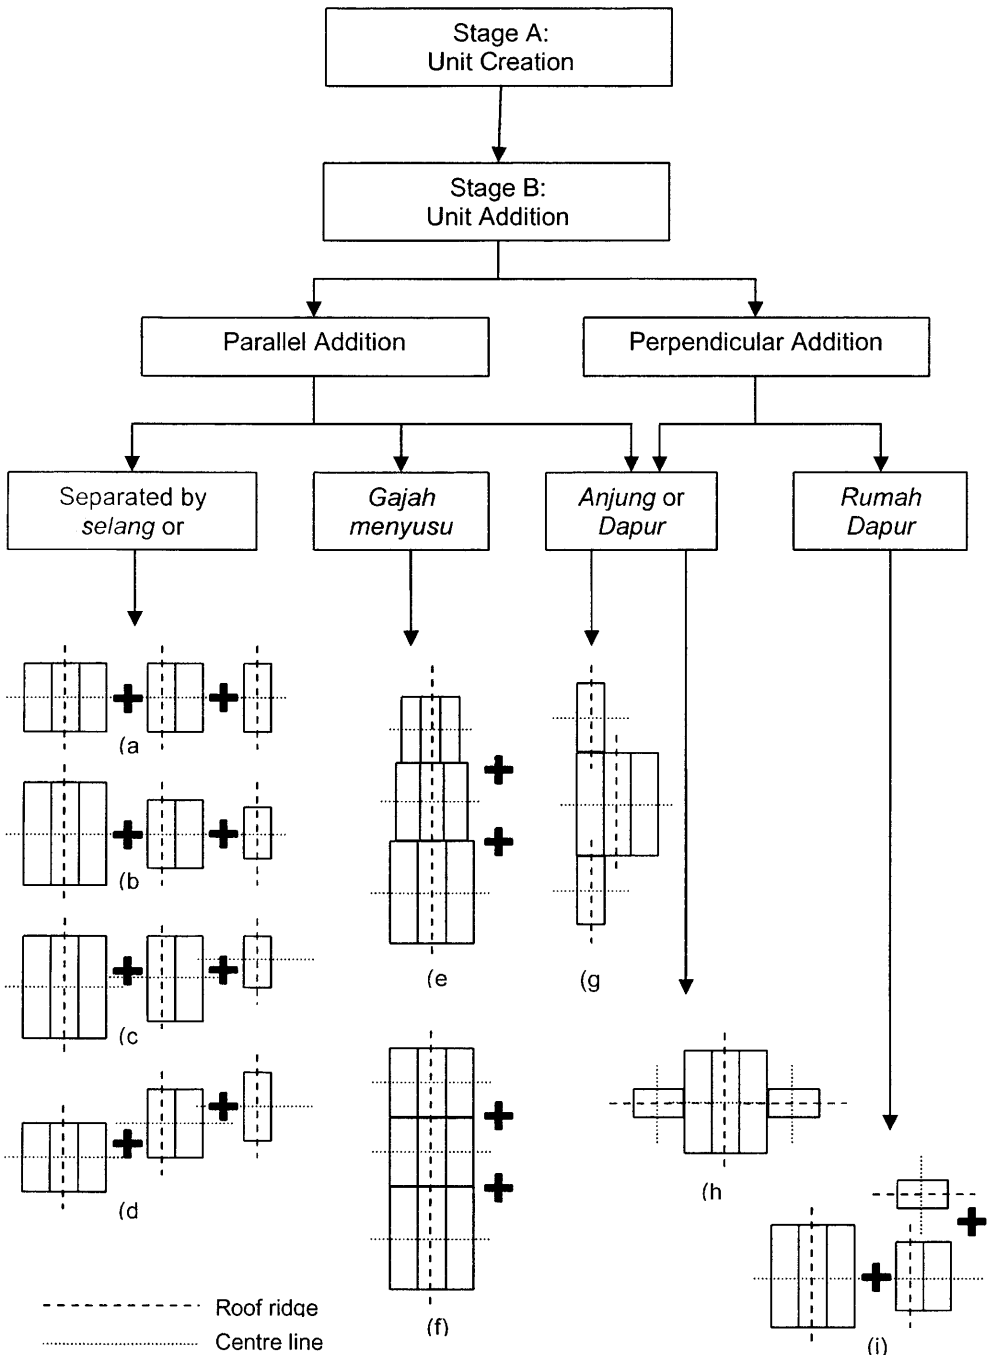 Stage A:
Unit Creation
Stage B:
Unit Addition
Parallel Addition
Perpendicular Addition
Separated by
selang or
Gajah
menyusu
Anjung or
Dapur
Rumah
Dapur
(a
(b
(c
(d
(e
(f)
(g
(h
(i)
Roof ridge
Centre line